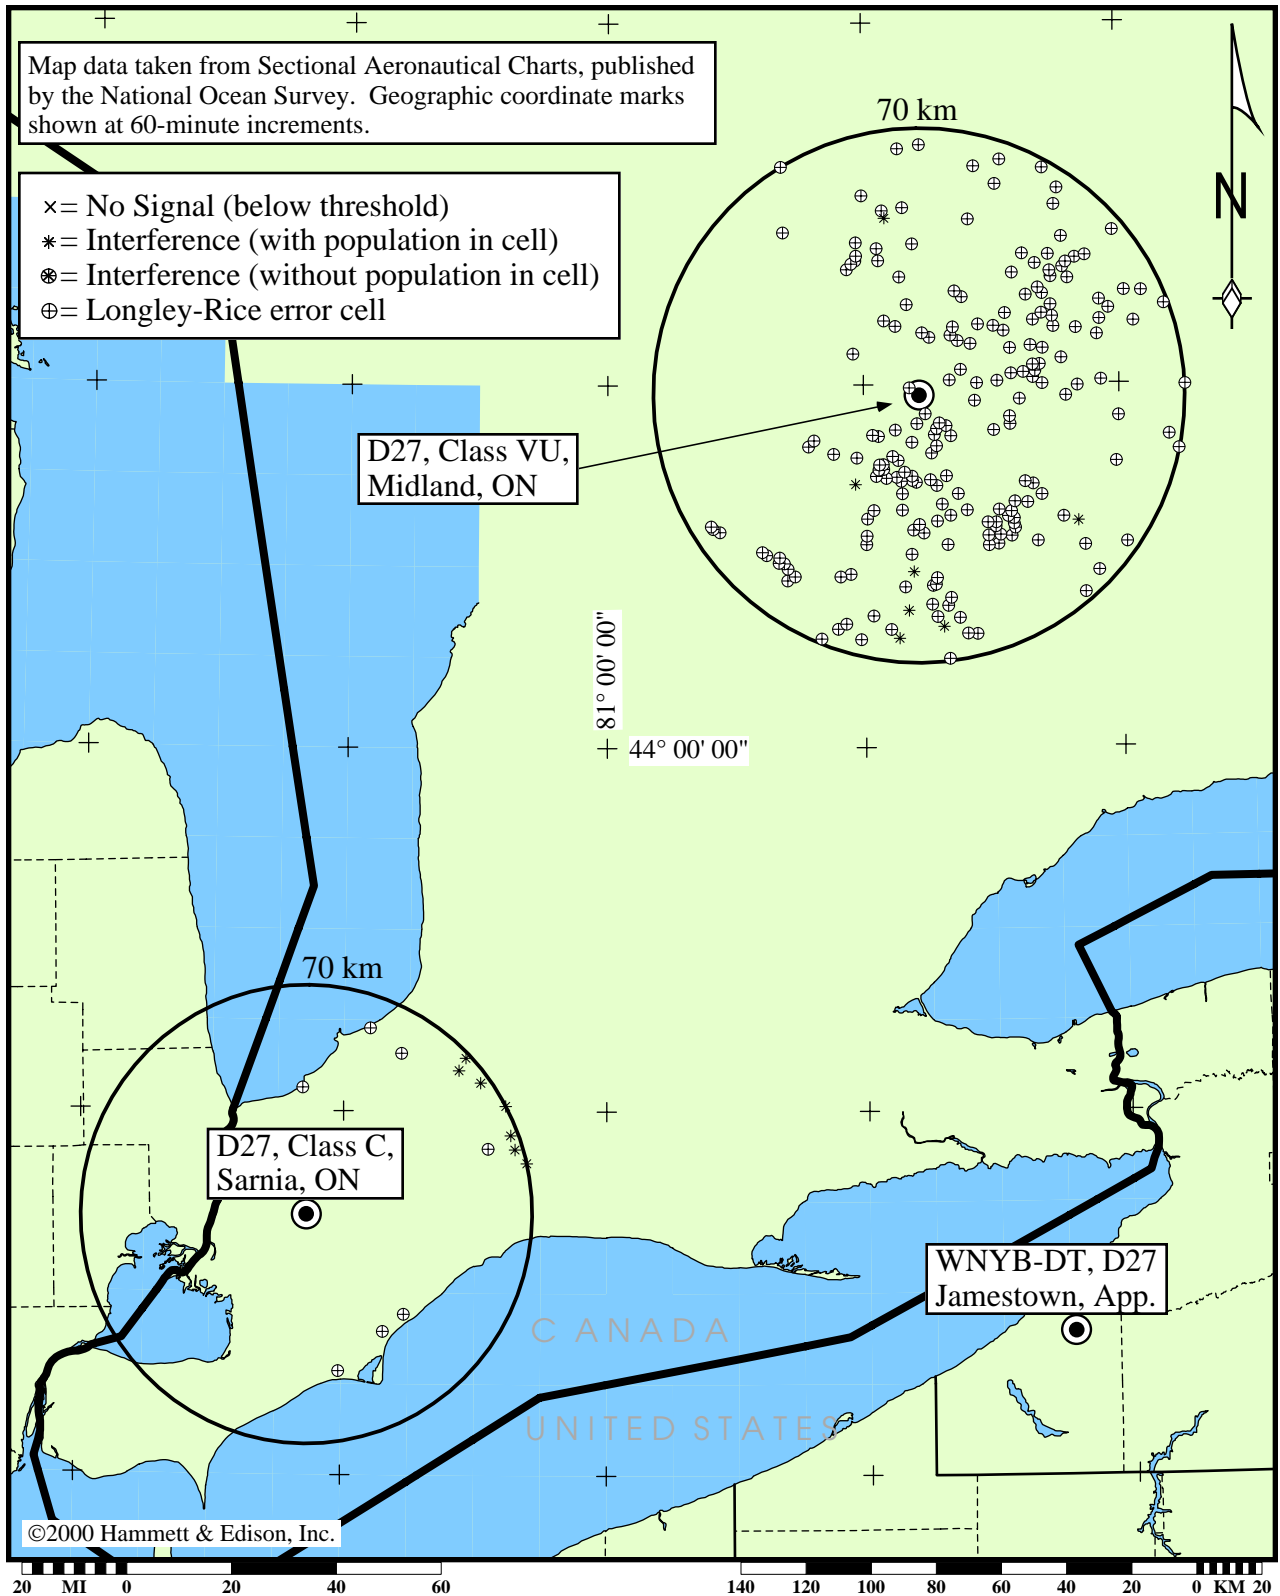 Map data taken from Sectional Aeronautical Charts, published
by the National Ocean Survey. Geographic coordinate marks
shown at 60-minute increments.
70 km
N
×= No Signal (below threshold)
✳= Interference (with population in cell)
⊛= Interference (without population in cell)
⊕= Longley-Rice error cell
D27, Class VU,
Midland, ON
81° 00' 00"
44° 00' 00"
70 km
D27, Class C,
Sarnia, ON
WNYB-DT, D27
Jamestown, App.
CANADA
UNITED STATES
©2000 Hammett & Edison, Inc.
20 MI 0 20 40 60 140 120 100 80 60 40 20 0 KM 20